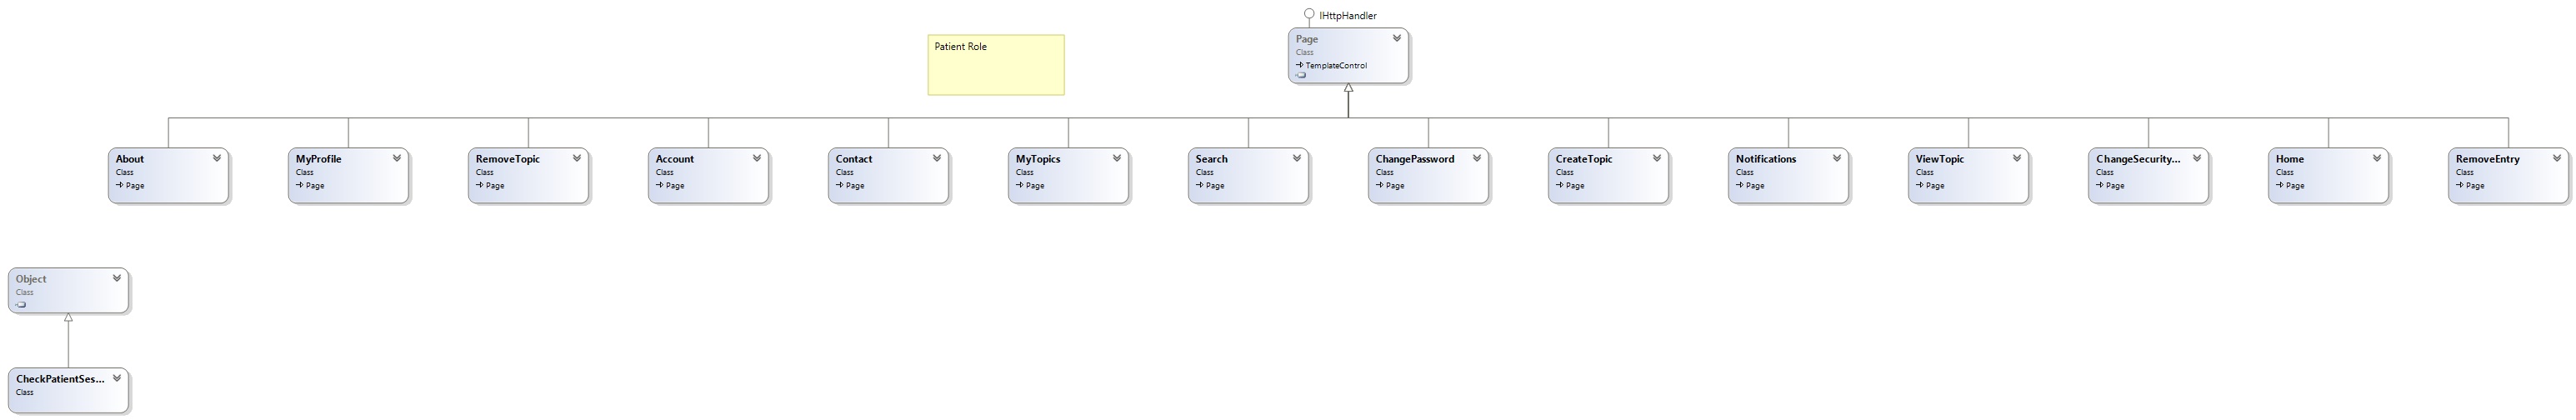 IHttpHandler
Patient Role
Page
Class
TemplateControl
About
Class
Page
MyProfile
Class
Page
RemoveTopic
Class
Page
Account
Class
Page
Contact
Class
Page
MyTopics
Class
Page
Search
Class
Page
ChangePassword
Class
Page
CreateTopic
Class
Page
Notifications
Class
Page
ViewTopic
Class
Page
ChangeSecurity...
Class
Page
Home
Class
Page
RemoveEntry
Class
Page
Object
Class
CheckPatientSes...
Class